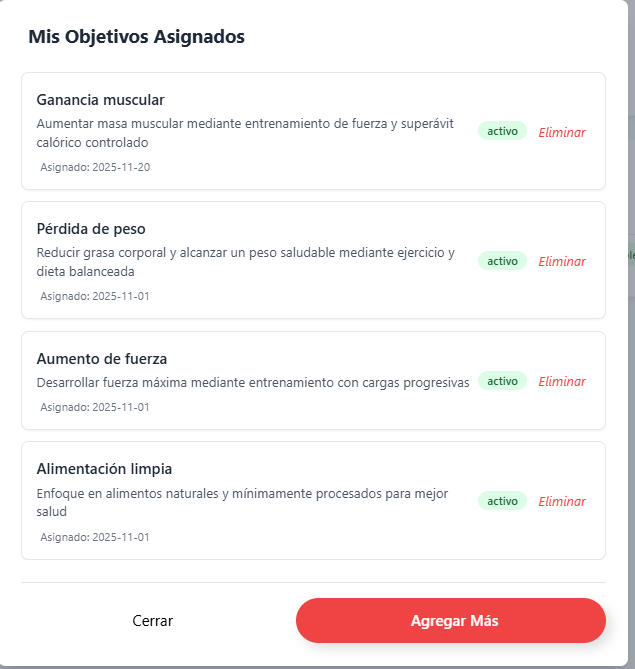 Mis Objetivos Asignados
Ganancia muscular
Aumentar masa muscular mediante entrenamiento de fuerza y superávit
calórico controlado
activo
Eliminar
Asignado: 2025-11-20
Pérdida de peso
Reducir grasa corporal y alcanzar un peso saludable mediante ejercicio y
dieta balanceada
activo
Eliminar
Asignado: 2025-11-01
Aumento de fuerza
Desarrollar fuerza máxima mediante entrenamiento con cargas progresivas
activo
Eliminar
Asignado: 2025-11-01
Alimentación limpia
Enfoque en alimentos naturales y mínimamente procesados para mejor
salud
activo
Eliminar
Asignado: 2025-11-01
Cerrar
Agregar Más